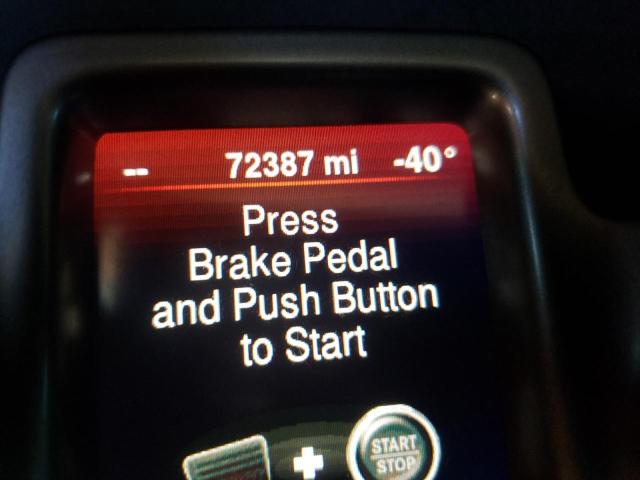 -- 72387 mi -40°
Press
Brake Pedal
and Push Button
to Start
START
STOP